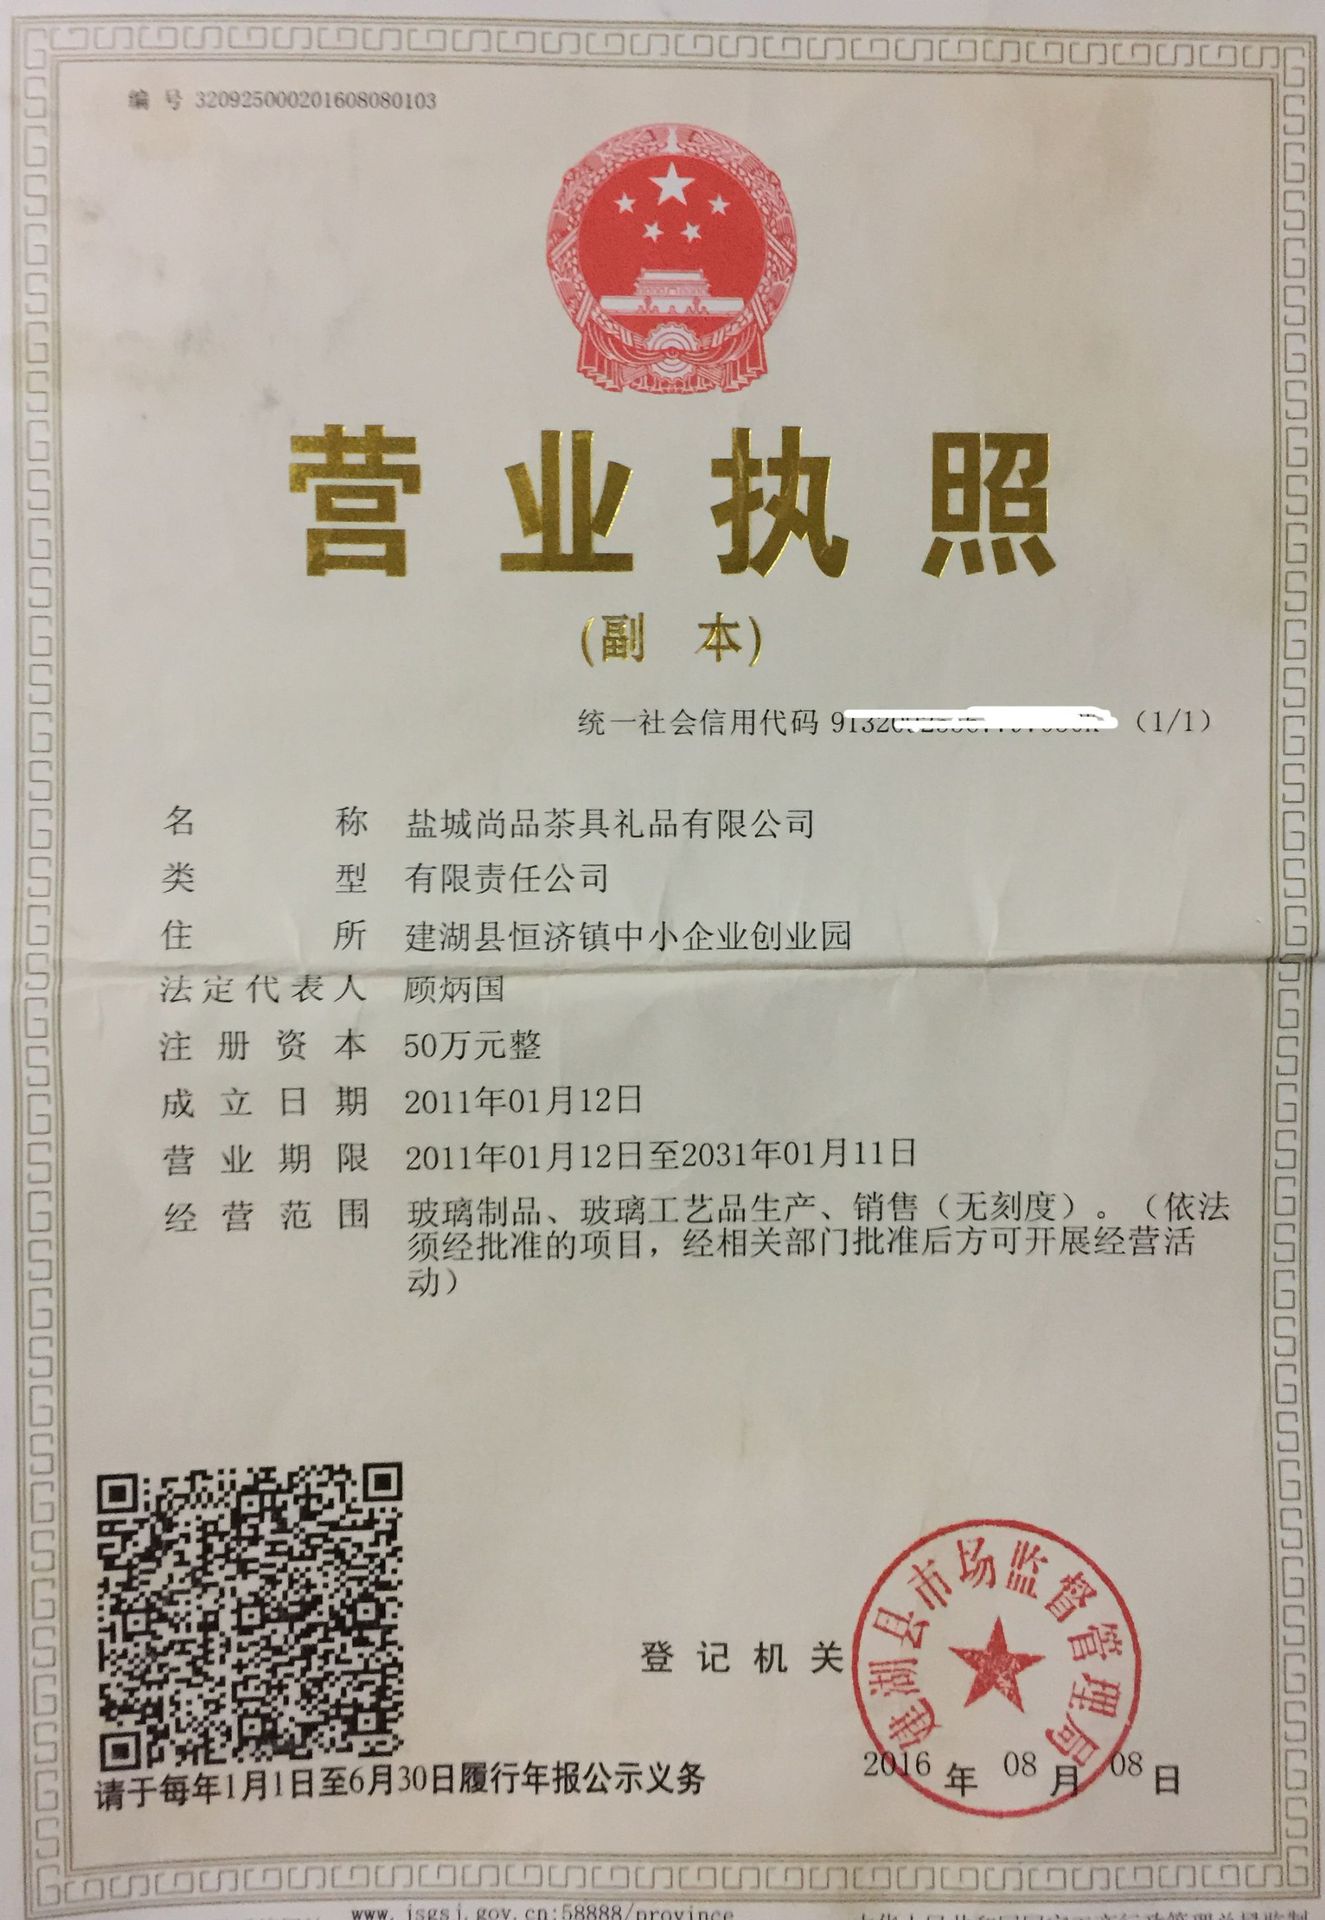 编 号 320925000201608080103
营业执照
(副 本)
统一社会信用代码 91320 (1/1)
名 称 盐城尚品茶具礼品有限公司
类 型 有限责任公司
住 所 建湖县恒济镇中小企业创业园
法定代表人 顾炳国
注 册 资 本 50万元整
成 立 日 期 2011年01月12日
营 业 期 限 2011年01月12日至2031年01月11日
经 营 范 围 玻璃制品、玻璃工艺品生产、销售（无刻度）。（依法
须经批准的项目，经相关部门批准后方可开展经营活
动）
登 记 机 关
建湖县市场监督管理局
2016 年 08 月 08 日
请于每年1月1日至6月30日履行年报公示义务
www.jsgsj.gov.cn:58888/province